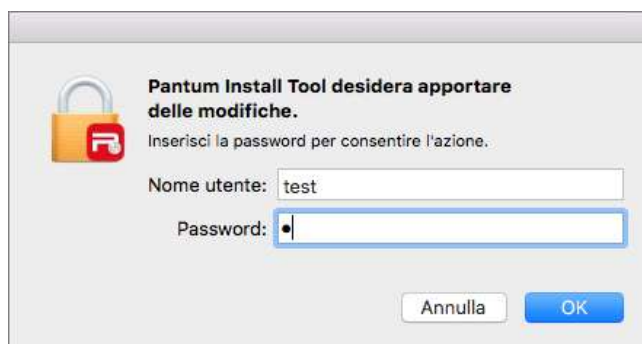 Pantum Install Tool desidera apportare
delle modifiche.
Inserisci la password per consentire l'azione.
Nome utente: test
Password: •
Annulla OK